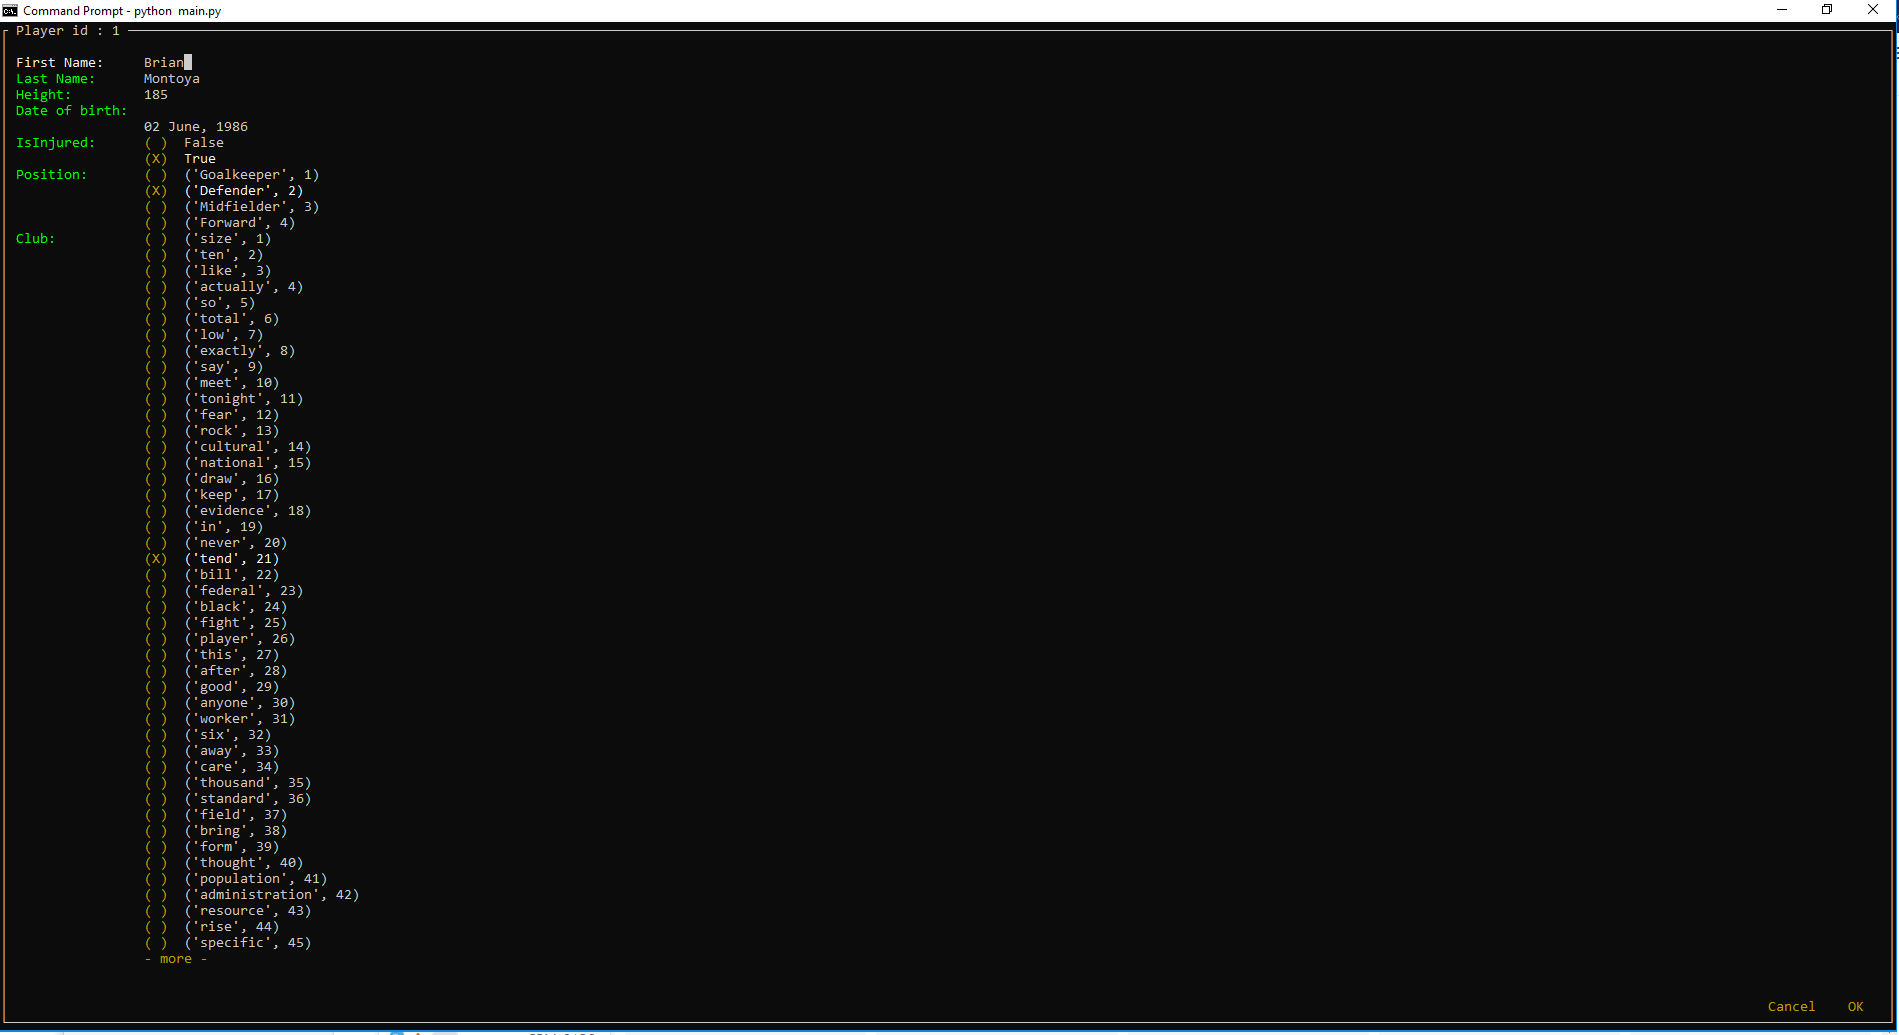 Command Prompt - python  main.py
Player id : 1
First Name:     Brian
Last Name:      Montoya
Height:         185
Date of birth:
02 June, 1986
IsInjured:      ( )  False
(X)  True
Position:       ( )  ('Goalkeeper', 1)
(X)  ('Defender', 2)
( )  ('Midfielder', 3)
( )  ('Forward', 4)
Club:           ( )  ('size', 1)
( )  ('ten', 2)
( )  ('like', 3)
( )  ('actually', 4)
( )  ('so', 5)
( )  ('total', 6)
( )  ('low', 7)
( )  ('exactly', 8)
( )  ('say', 9)
( )  ('meet', 10)
( )  ('tonight', 11)
( )  ('fear', 12)
( )  ('rock', 13)
( )  ('cultural', 14)
( )  ('national', 15)
( )  ('draw', 16)
( )  ('keep', 17)
( )  ('evidence', 18)
( )  ('in', 19)
( )  ('never', 20)
(X)  ('tend', 21)
( )  ('bill', 22)
( )  ('federal', 23)
( )  ('black', 24)
( )  ('fight', 25)
( )  ('player', 26)
( )  ('this', 27)
( )  ('after', 28)
( )  ('good', 29)
( )  ('anyone', 30)
( )  ('worker', 31)
( )  ('six', 32)
( )  ('away', 33)
( )  ('care', 34)
( )  ('thousand', 35)
( )  ('standard', 36)
( )  ('field', 37)
( )  ('bring', 38)
( )  ('form', 39)
( )  ('thought', 40)
( )  ('population', 41)
( )  ('administration', 42)
( )  ('resource', 43)
( )  ('rise', 44)
( )  ('specific', 45)
- more -
Cancel    OK